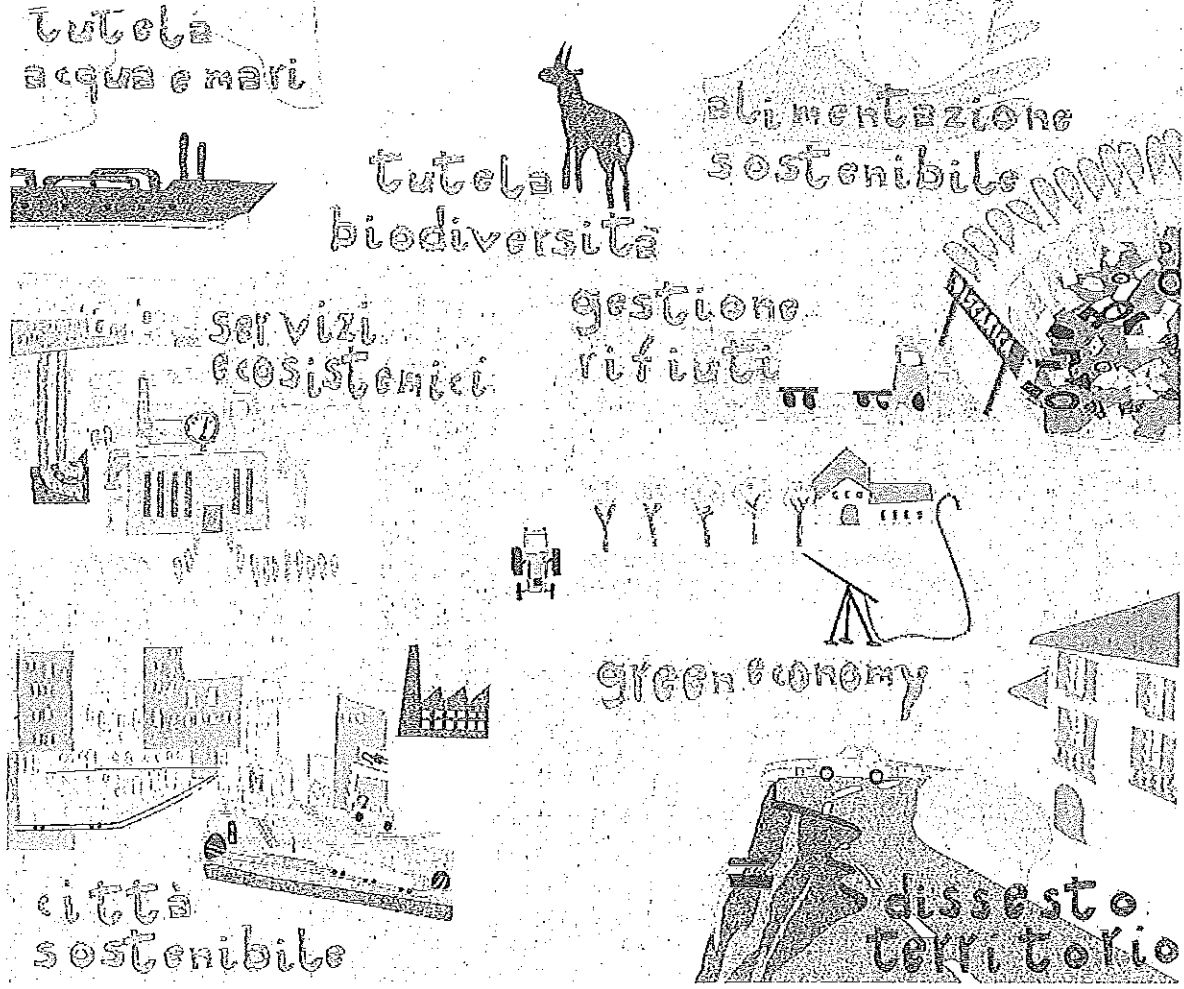 tutela
acqua e mari
alimentazione
sostenibile
tutela
biodiversità
servizi
ecosistemici
gestione
rifiuti
green economy
città
sostenibile
dissesto
territorio